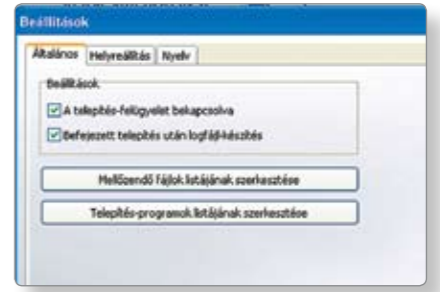 Beállítások
Általános Helyreállítás Nyelv
Beállítások
A telepítés-felügyelet bekapcsolva
Befejezett telepítés után logfájl-készítés
Mellőzendő fájlok listájának szerkesztése
Telepítés-programok listájának szerkesztése